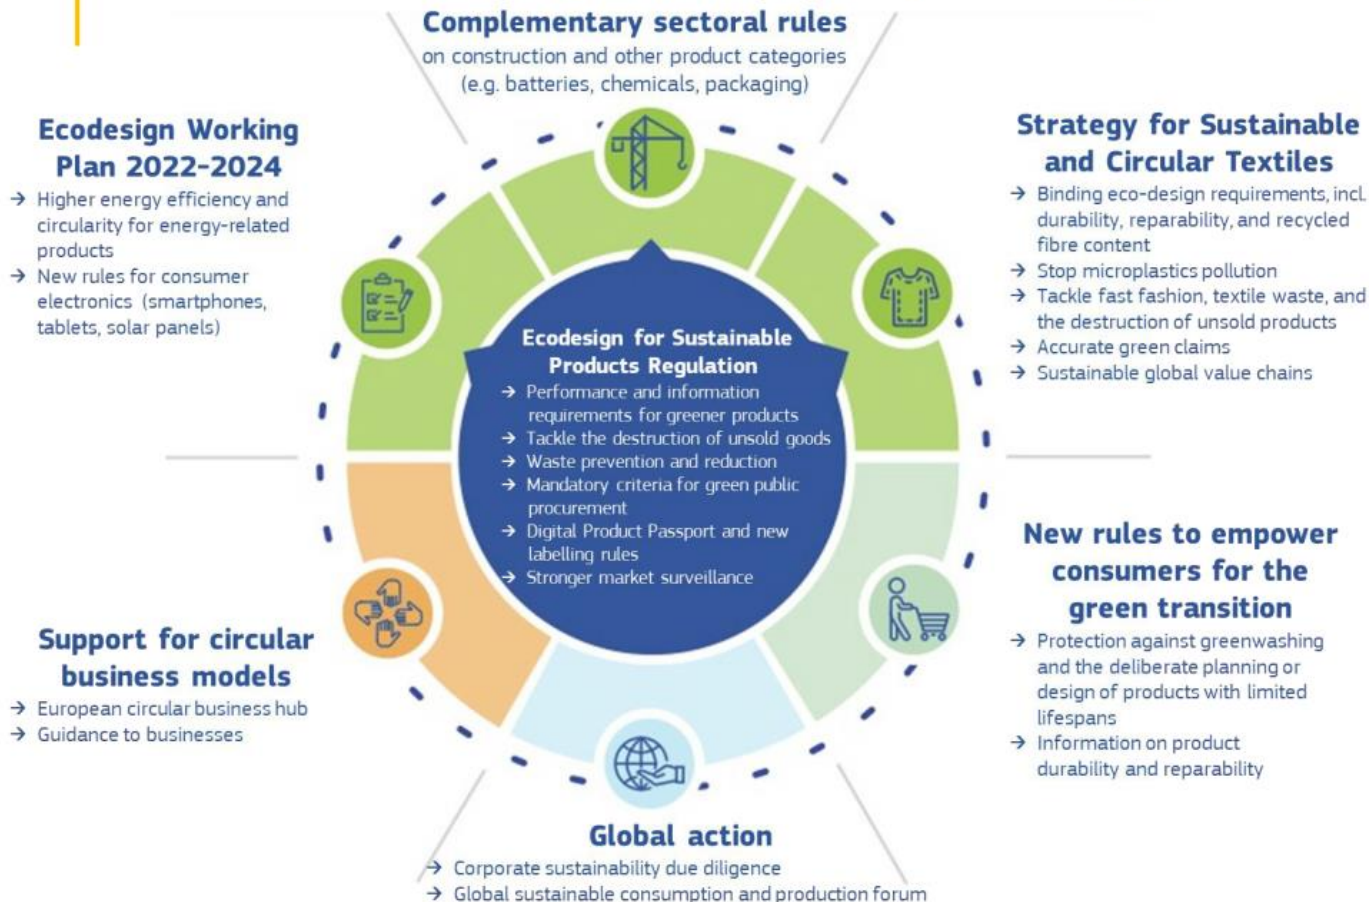 Complementary sectoral rules
on construction and other product categories
(e.g. batteries, chemicals, packaging)
Ecodesign Working
Plan 2022-2024
→ Higher energy efficiency and
circularity for energy-related
products
→ New rules for consumer
electronics (smartphones,
tablets, solar panels)
Strategy for Sustainable
and Circular Textiles
→ Binding eco-design requirements, incl.
durability, reparability, and recycled
fibre content
→ Stop microplastics pollution
→ Tackle fast fashion, textile waste, and
the destruction of unsold products
→ Accurate green claims
→ Sustainable global value chains
Ecodesign for Sustainable
Products Regulation
→ Performance and information
requirements for greener products
→ Tackle the destruction of unsold goods
→ Waste prevention and reduction
→ Mandatory criteria for green public
procurement
→ Digital Product Passport and new
labelling rules
→ Stronger market surveillance
Support for circular
business models
→ European circular business hub
→ Guidance to businesses
New rules to empower
consumers for the
green transition
→ Protection against greenwashing
and the deliberate planning or
design of products with limited
lifespans
→ Information on product
durability and reparability
Global action
→ Corporate sustainability due diligence
→ Global sustainable consumption and production forum